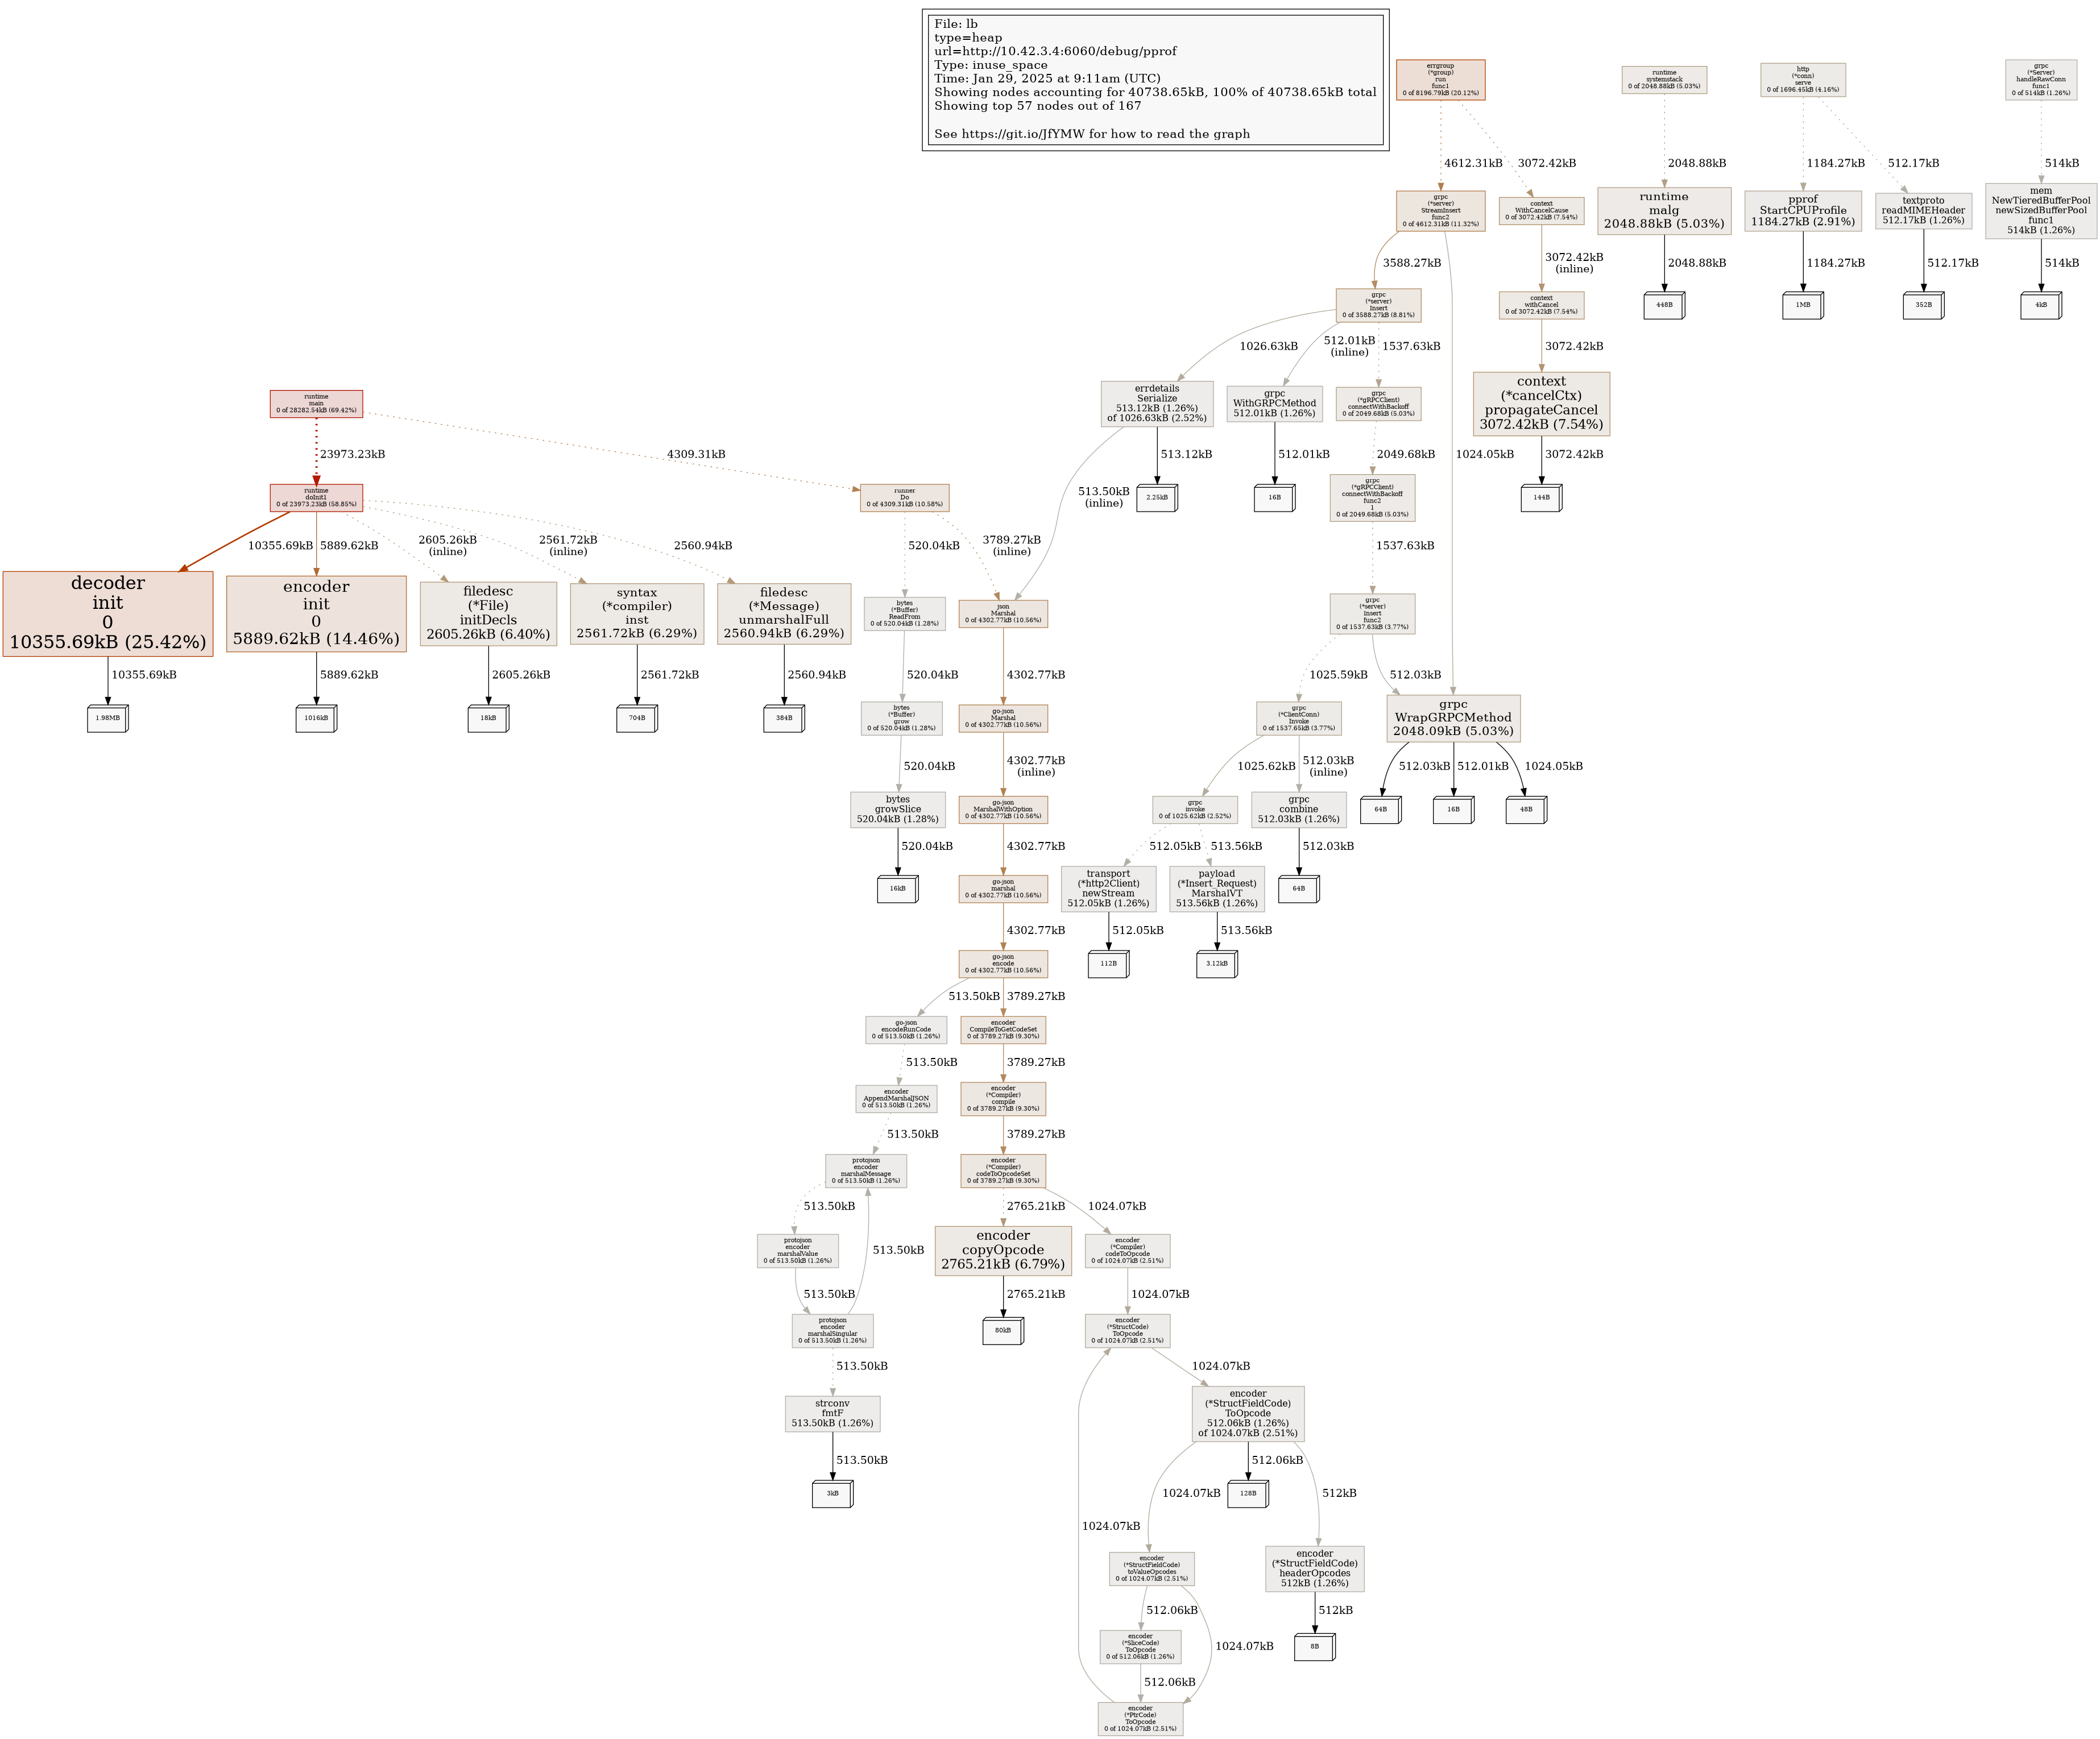 File: lb
type=heap
url=http://10.42.3.4:6060/debug/pprof
Type: inuse_space
Time: Jan 29, 2025 at 9:11am (UTC)
Showing nodes accounting for 40738.65kB, 100% of 40738.65kB total
Showing top 57 nodes out of 167
See https://git.io/JfYMW for how to read the graph
errgroup
(*group)
run
func1
0 of 8196.79kB (20.12%)
runtime
systemstack
0 of 2048.88kB (5.03%)
http
(*conn)
serve
0 of 1696.45kB (4.16%)
grpc
(*Server)
handleRawConn
func1
0 of 514kB (1.26%)
4612.31kB
3072.42kB
2048.88kB
1184.27kB
512.17kB
514kB
grpc
(*server)
StreamInsert
func2
0 of 4612.31kB (11.32%)
context
WithCancelCause
0 of 3072.42kB (7.54%)
runtime
malg
2048.88kB (5.03%)
pprof
StartCPUProfile
1184.27kB (2.91%)
textproto
readMIMEHeader
512.17kB (1.26%)
mem
NewTieredBufferPool
newSizedBufferPool
func1
514kB (1.26%)
3588.27kB
3072.42kB
(inline)
2048.88kB
1184.27kB
512.17kB
514kB
grpc
(*server)
Insert
0 of 3588.27kB (8.81%)
context
withCancel
0 of 3072.42kB (7.54%)
448B
1MB
352B
4kB
1026.63kB
512.01kB
(inline)
1537.63kB
3072.42kB
runtime
main
0 of 28282.54kB (69.42%)
errdetails
Serialize
513.12kB (1.26%)
of 1026.63kB (2.52%)
grpc
WithGRPCMethod
512.01kB (1.26%)
grpc
(*gRPCClient)
connectWithBackoff
0 of 2049.68kB (5.03%)
context
(*cancelCtx)
propagateCancel
3072.42kB (7.54%)
23973.23kB
4309.31kB
513.12kB
512.01kB
2049.68kB
1024.05kB
3072.42kB
runtime
doInit1
0 of 23973.23kB (58.85%)
runner
Do
0 of 4309.31kB (10.58%)
513.50kB
(inline)
2.25kB
16B
grpc
(*gRPCClient)
connectWithBackoff
func2
1
0 of 2049.68kB (5.03%)
144B
10355.69kB
5889.62kB
2605.26kB
(inline)
2561.72kB
(inline)
2560.94kB
520.04kB
3789.27kB
(inline)
1537.63kB
decoder
init
0
10355.69kB (25.42%)
encoder
init
0
5889.62kB (14.46%)
filedesc
(*File)
initDecls
2605.26kB (6.40%)
syntax
(*compiler)
inst
2561.72kB (6.29%)
filedesc
(*Message)
unmarshalFull
2560.94kB (6.29%)
bytes
(*Buffer)
ReadFrom
0 of 520.04kB (1.28%)
json
Marshal
0 of 4302.77kB (10.56%)
grpc
(*server)
Insert
func2
0 of 1537.63kB (3.77%)
10355.69kB
5889.62kB
2605.26kB
2561.72kB
2560.94kB
520.04kB
4302.77kB
1025.59kB
512.03kB
1.98MB
1016kB
18kB
704B
384B
bytes
(*Buffer)
grow
0 of 520.04kB (1.28%)
go-json
Marshal
0 of 4302.77kB (10.56%)
grpc
(*ClientConn)
Invoke
0 of 1537.65kB (3.77%)
grpc
WrapGRPCMethod
2048.09kB (5.03%)
520.04kB
4302.77kB
(inline)
1025.62kB
512.03kB
(inline)
512.03kB
512.01kB
1024.05kB
bytes
growSlice
520.04kB (1.28%)
go-json
MarshalWithOption
0 of 4302.77kB (10.56%)
grpc
invoke
0 of 1025.62kB (2.52%)
grpc
combine
512.03kB (1.26%)
64B
16B
48B
520.04kB
4302.77kB
512.05kB
513.56kB
512.03kB
16kB
go-json
marshal
0 of 4302.77kB (10.56%)
transport
(*http2Client)
newStream
512.05kB (1.26%)
payload
(*Insert_Request)
MarshalVT
513.56kB (1.26%)
64B
4302.77kB
512.05kB
513.56kB
go-json
encode
0 of 4302.77kB (10.56%)
112B
3.12kB
513.50kB
3789.27kB
go-json
encodeRunCode
0 of 513.50kB (1.26%)
encoder
CompileToGetCodeSet
0 of 3789.27kB (9.30%)
513.50kB
3789.27kB
encoder
AppendMarshalJSON
0 of 513.50kB (1.26%)
encoder
(*Compiler)
compile
0 of 3789.27kB (9.30%)
513.50kB
3789.27kB
protojson
encoder
marshalMessage
0 of 513.50kB (1.26%)
encoder
(*Compiler)
codeToOpcodeSet
0 of 3789.27kB (9.30%)
513.50kB
2765.21kB
1024.07kB
protojson
encoder
marshalValue
0 of 513.50kB (1.26%)
513.50kB
encoder
copyOpcode
2765.21kB (6.79%)
encoder
(*Compiler)
codeToOpcode
0 of 1024.07kB (2.51%)
513.50kB
2765.21kB
1024.07kB
protojson
encoder
marshalSingular
0 of 513.50kB (1.26%)
80kB
encoder
(*StructCode)
ToOpcode
0 of 1024.07kB (2.51%)
513.50kB
1024.07kB
strconv
fmtF
513.50kB (1.26%)
encoder
(*StructFieldCode)
ToOpcode
512.06kB (1.26%)
of 1024.07kB (2.51%)
513.50kB
512.06kB
3kB
1024.07kB
128B
512kB
1024.07kB
encoder
(*StructFieldCode)
toValueOpcodes
0 of 1024.07kB (2.51%)
encoder
(*StructFieldCode)
headerOpcodes
512kB (1.26%)
512.06kB
512kB
encoder
(*SliceCode)
ToOpcode
0 of 512.06kB (1.26%)
1024.07kB
8B
512.06kB
encoder
(*PtrCode)
ToOpcode
0 of 1024.07kB (2.51%)